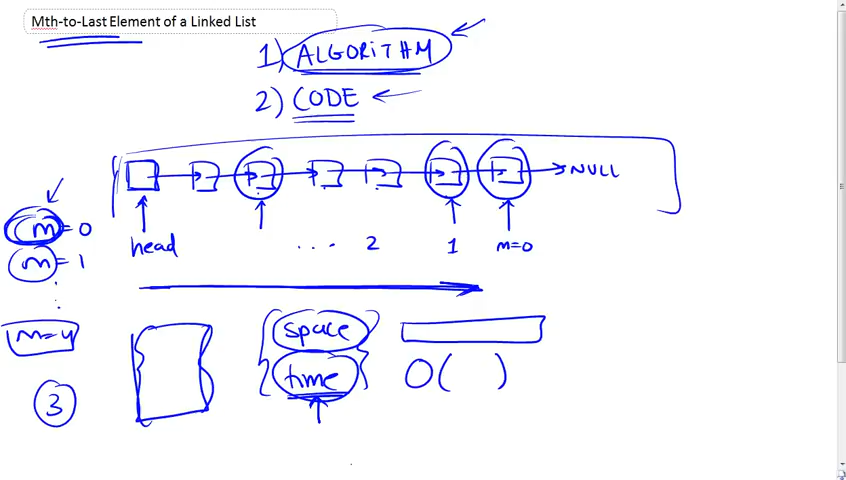 Mth-to-Last Element of a Linked List
1) ALGORITHM
2) CODE
NULL
m=0
head ... 2 1 m=0
m=1
m=4
space
time O( )
3